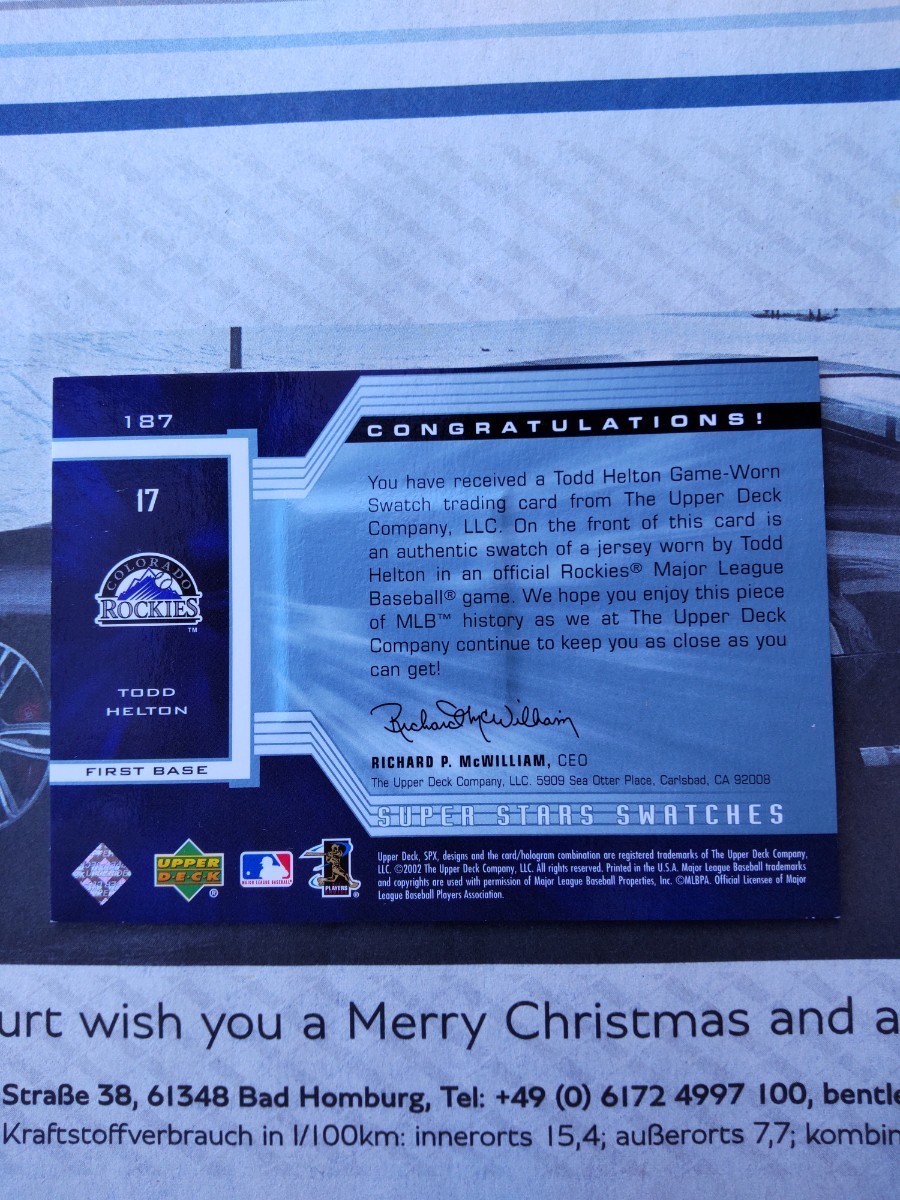 187
17
COLORADO
ROCKIES
TM
TODD
HELTON
FIRST BASE
CONGRATULATIONS!
You have received a Todd Helton Game-Worn
Swatch trading card from The Upper Deck
Company, LLC. On the front of this card is
an authentic swatch of a jersey worn by Todd
Helton in an official Rockies® Major League
Baseball® game. We hope you enjoy this piece
of MLB™ history as we at The Upper Deck
Company continue to keep you as close as you
can get!
Richard McWilliam
RICHARD P. McWILLIAM, CEO
The Upper Deck Company, LLC. 5909 Sea Otter Place, Carlsbad, CA 92008
SUPER STARS SWATCHES
UPPER
DECK
®
MAJOR LEAGUE BASEBALL®
PLAYERS
®
Upper Deck, SPX, designs and the card/hologram combination are registered trademarks of The Upper Deck Company,
LLC. ©2002 The Upper Deck Company, LLC. All rights reserved. Printed in the U.S.A. Major League Baseball trademarks
and copyrights are used with permission of Major League Baseball Properties, Inc. ©MLBPA. Official Licensee of Major
League Baseball Players Association.
urt wish you a Merry Christmas and a
Straße 38, 61348 Bad Homburg, Tel: +49 (0) 6172 4997 100, bentle
Kraftstoffverbrauch in l/100km: innerorts 15,4; außerorts 7,7; kombin